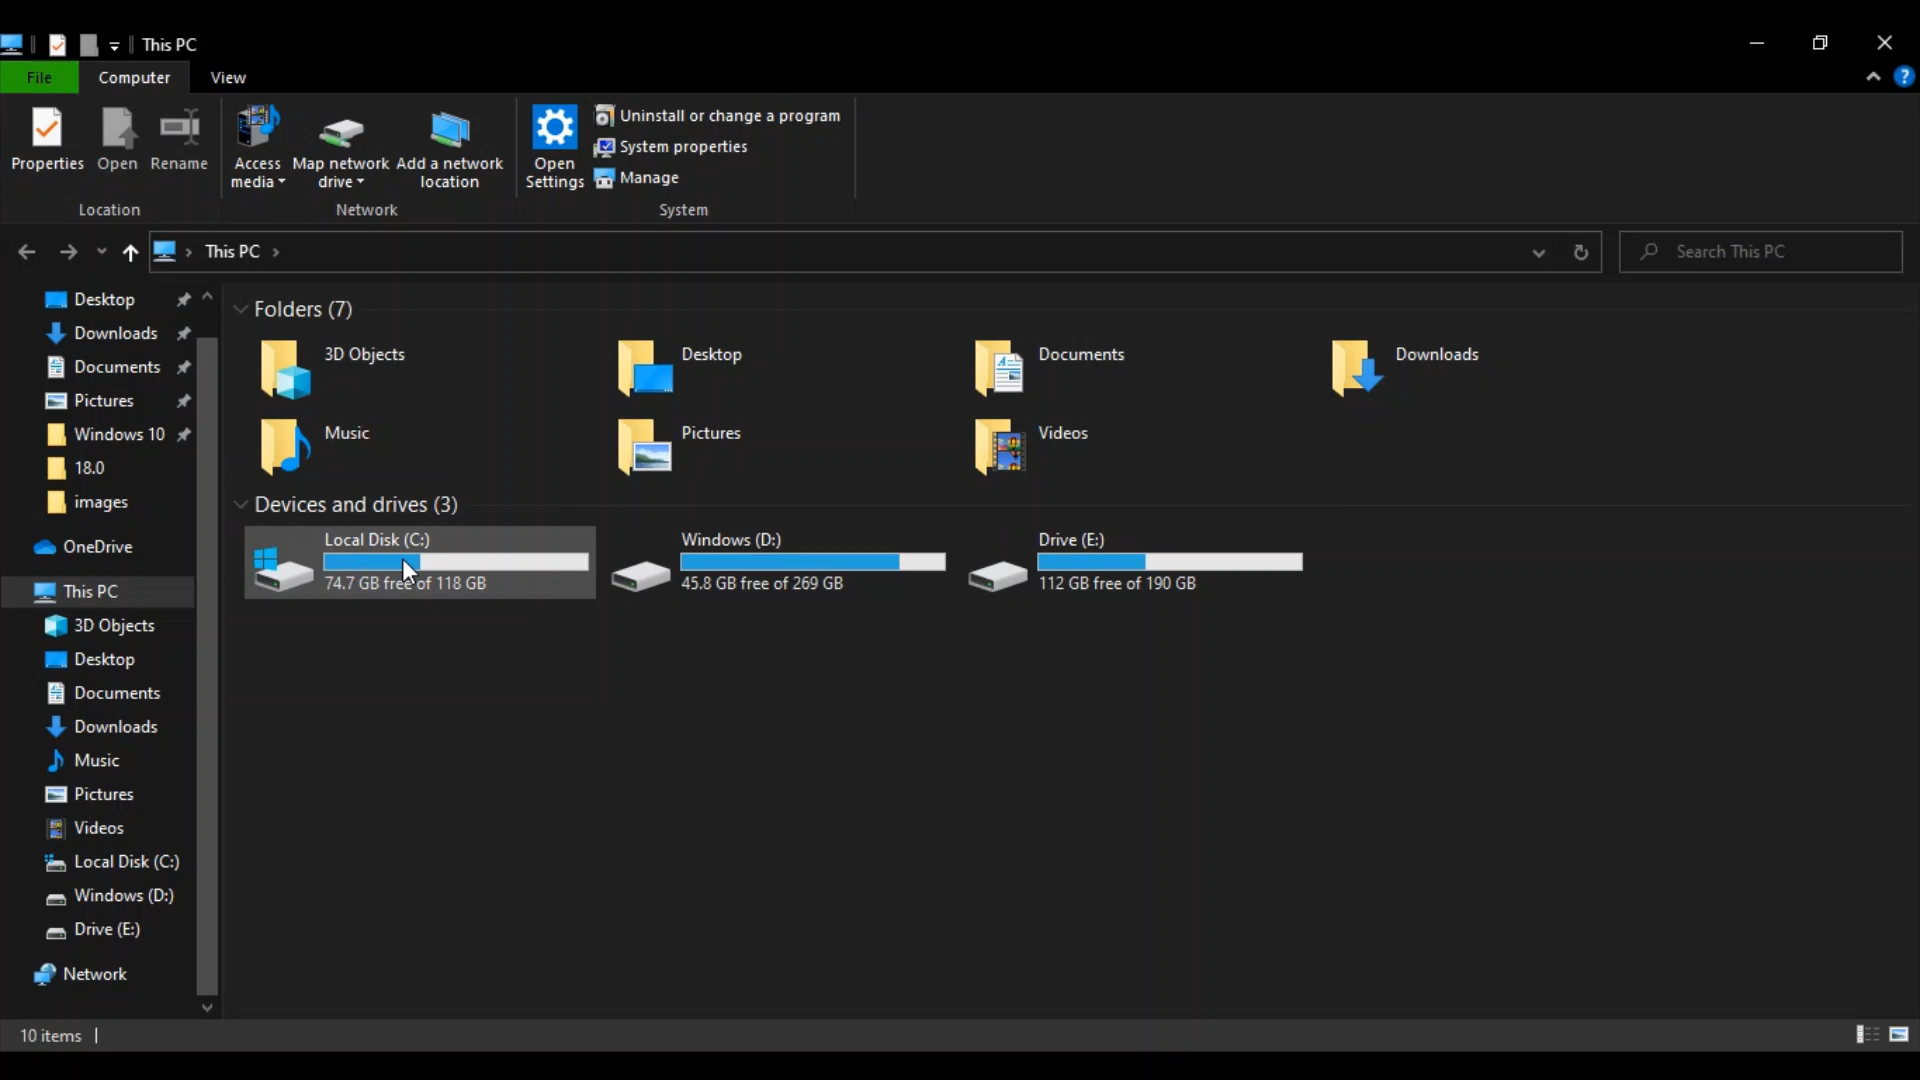 This PC
File Computer View
Properties Open Rename
Access media Map network drive Add a network location
Open Settings
Uninstall or change a program
System properties
Manage
Location Network System
This PC
Search This PC
Desktop
Downloads
Documents
Pictures
Windows 10
18.0
images
OneDrive
This PC
3D Objects
Desktop
Documents
Downloads
Music
Pictures
Videos
Local Disk (C:)
Windows (D:)
Drive (E:)
Network
Folders (7)
3D Objects Desktop Documents Downloads
Music Pictures Videos
Devices and drives (3)
Local Disk (C:) Windows (D:) Drive (E:)
74.7 GB free of 118 GB 45.8 GB free of 269 GB 112 GB free of 190 GB
10 items